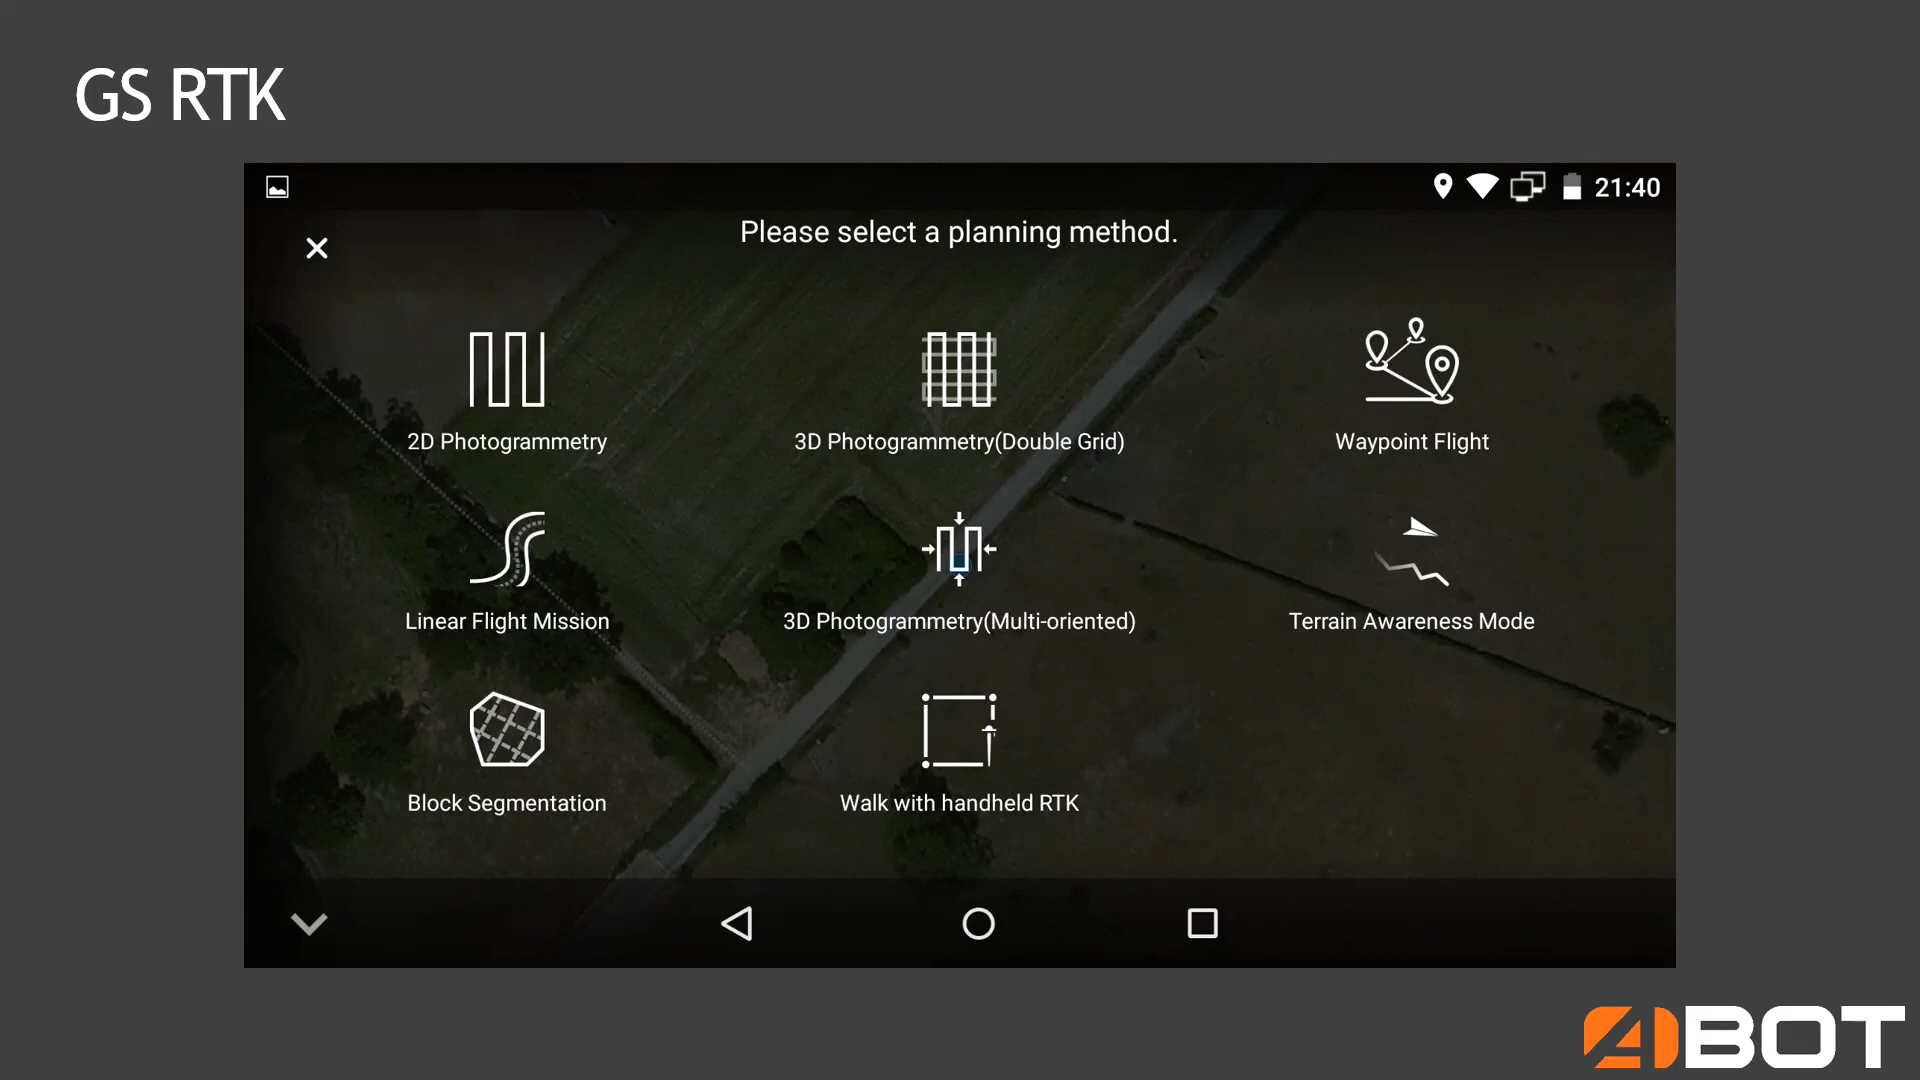 GS RTK
21:40
Please select a planning method.
2D Photogrammetry
3D Photogrammetry(Double Grid)
Waypoint Flight
Linear Flight Mission
3D Photogrammetry(Multi-oriented)
Terrain Awareness Mode
Block Segmentation
Walk with handheld RTK
4DBOT